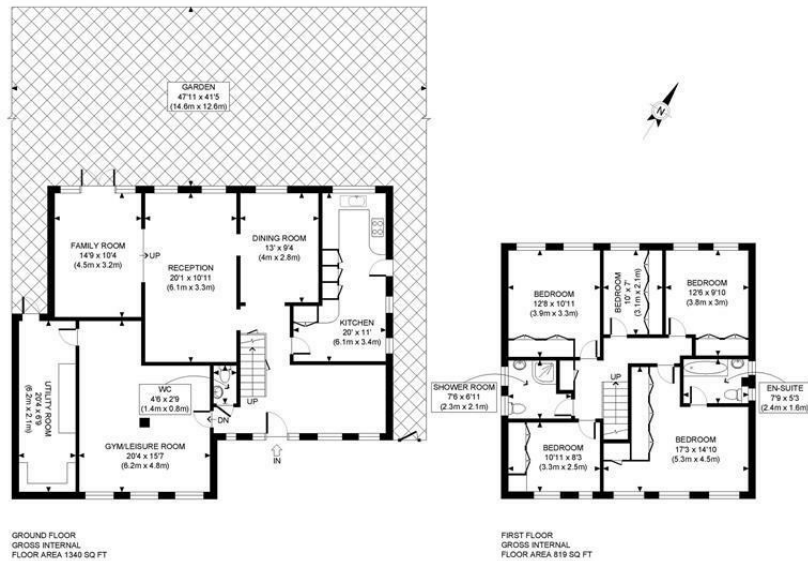 GARDEN
47'11 x 41'5
(14.6m x 12.6m)
N
FAMILY ROOM
14'9 x 10'4
(4.5m x 3.2m)
UP
RECEPTION
20'1 x 10'11
(6.1m x 3.3m)
DINING ROOM
13' x 9'4
(4m x 2.8m)
KITCHEN
20' x 11'
(6.1m x 3.4m)
UTILITY ROOM
20'4 x 6'9
(6.2m x 2.1m)
WC
4'6 x 2'9
(1.4m x 0.8m)
UP
DN
GYM/LEISURE ROOM
20'4 x 15'7
(6.2m x 4.8m)
IN
GROUND FLOOR
GROSS INTERNAL
FLOOR AREA 1340 SQ FT
BEDROOM
12'8 x 10'11
(3.9m x 3.3m)
BEDROOM
10' x 7'
(3.1m x 2.1m)
BEDROOM
12'6 x 9'10
(3.8m x 3m)
SHOWER ROOM
7'6 x 6'11
(2.3m x 2.1m)
UP
EN-SUITE
7'9 x 5'3
(2.4m x 1.6m)
BEDROOM
10'11 x 8'3
(3.3m x 2.5m)
BEDROOM
17'3 x 14'10
(5.3m x 4.5m)
FIRST FLOOR
GROSS INTERNAL
FLOOR AREA 819 SQ FT